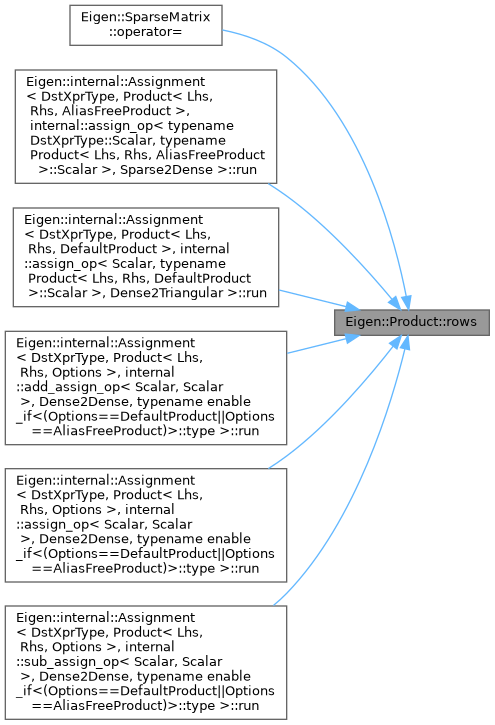 Eigen::SparseMatrix
::operator=
Eigen::internal::Assignment
< DstXprType, Product< Lhs,
Rhs, AliasFreeProduct >,
internal::assign_op< typename
DstXprType::Scalar, typename
Product< Lhs, Rhs, AliasFreeProduct
>::Scalar >, Sparse2Dense >::run
Eigen::internal::Assignment
< DstXprType, Product< Lhs,
Rhs, DefaultProduct >, internal
::assign_op< Scalar, typename
Product< Lhs, Rhs, DefaultProduct
>::Scalar >, Dense2Triangular >::run
Eigen::Product::rows
Eigen::internal::Assignment
< DstXprType, Product< Lhs,
Rhs, Options >, internal
::add_assign_op< Scalar, Scalar
>, Dense2Dense, typename enable
_if<(Options==DefaultProduct||Options
==AliasFreeProduct)>::type >::run
Eigen::internal::Assignment
< DstXprType, Product< Lhs,
Rhs, Options >, internal
::assign_op< Scalar, Scalar
>, Dense2Dense, typename enable
_if<(Options==DefaultProduct||Options
==AliasFreeProduct)>::type >::run
Eigen::internal::Assignment
< DstXprType, Product< Lhs,
Rhs, Options >, internal
::sub_assign_op< Scalar, Scalar
>, Dense2Dense, typename enable
_if<(Options==DefaultProduct||Options
==AliasFreeProduct)>::type >::run